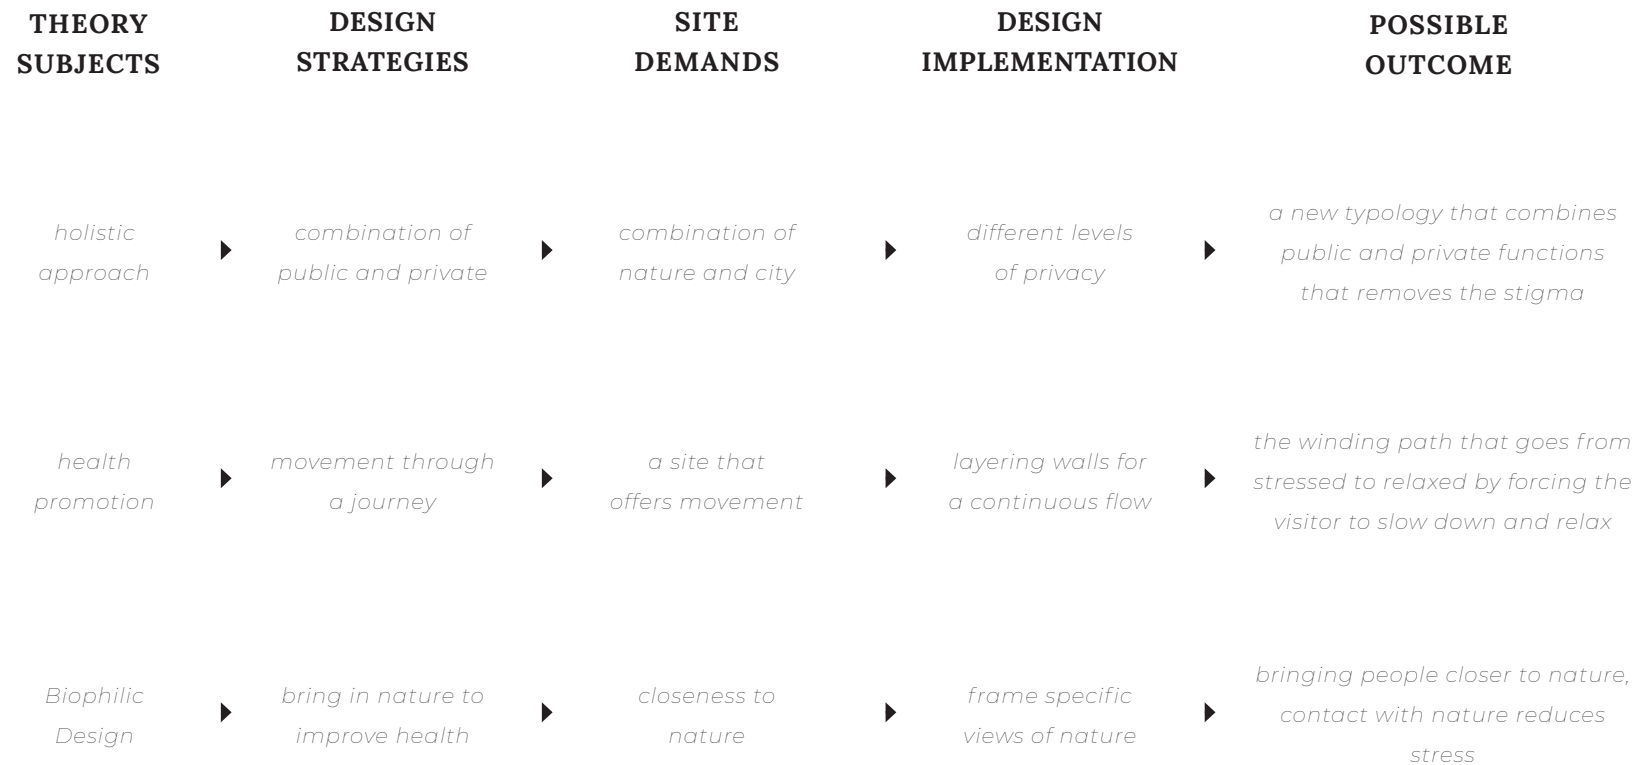 THEORY
SUBJECTS
DESIGN
STRATEGIES
SITE
DEMANDS
DESIGN
IMPLEMENTATION
POSSIBLE
OUTCOME
holistic
approach
combination of
public and private
combination of
nature and city
different levels
of privacy
a new typology that combines
public and private functions
that removes the stigma
health
promotion
movement through
a journey
a site that
offers movement
layering walls for
a continuous flow
the winding path that goes from
stressed to relaxed by forcing the
visitor to slow down and relax
Biophilic
Design
bring in nature to
improve health
closeness to
nature
frame specific
views of nature
bringing people closer to nature,
contact with nature reduces
stress